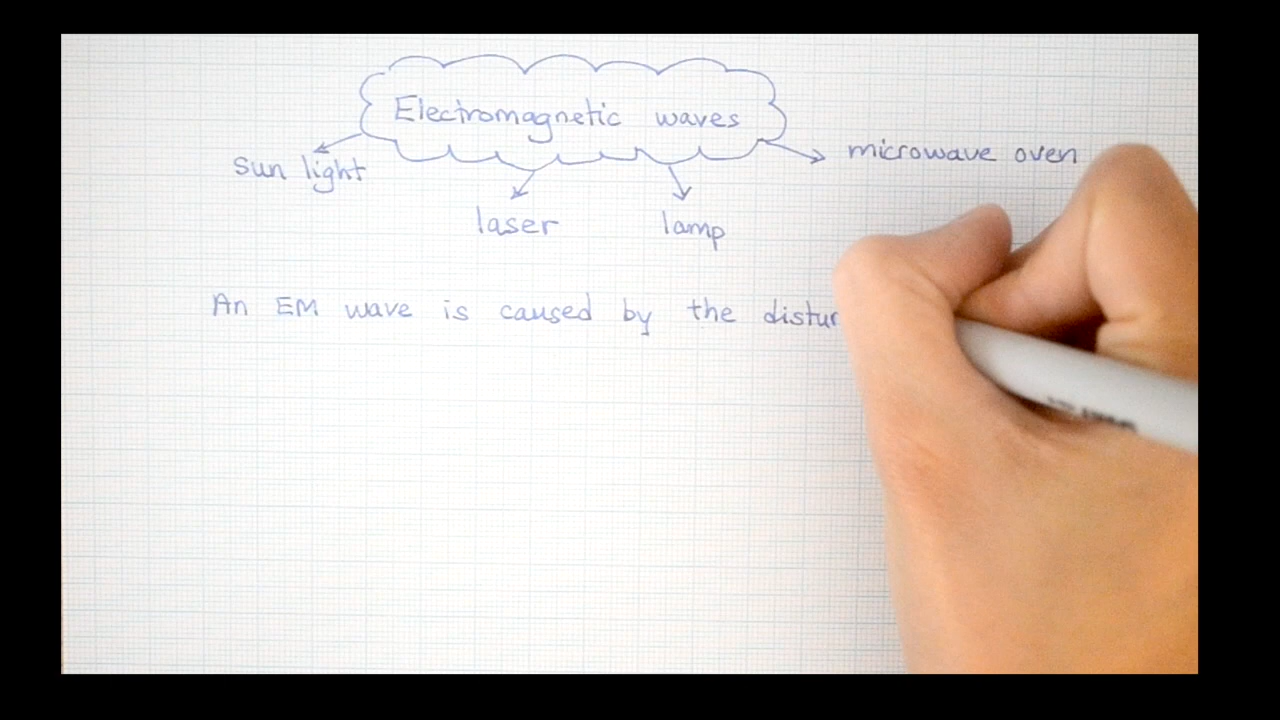 Electromagnetic waves
sun light
microwave oven
laser
lamp
An EM wave is caused by the distur